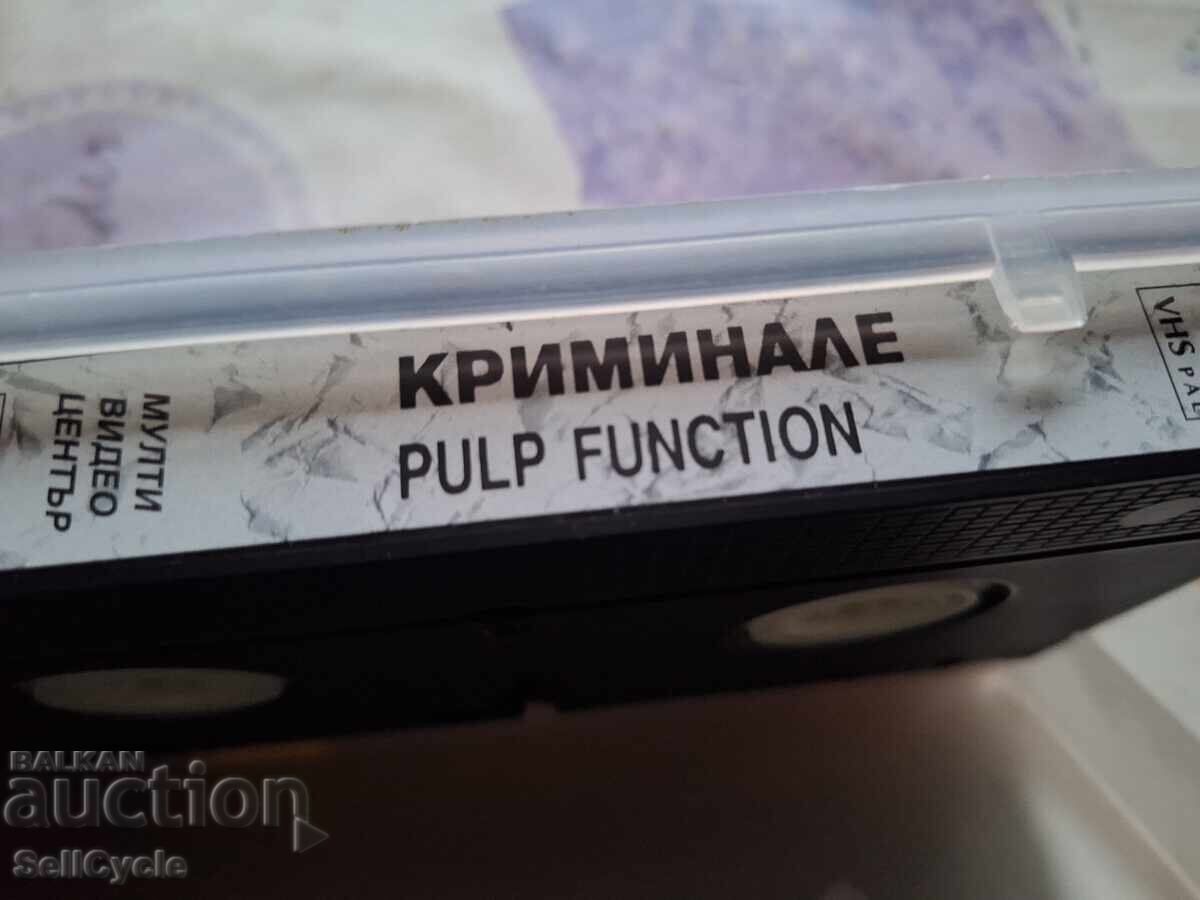 МУЛТИ
ВИДЕО
ЦЕНТЪР
КРИМИНАЛЕ
PULP FUNCTION
VHS PAL
BALKAN
auction
SellCycle